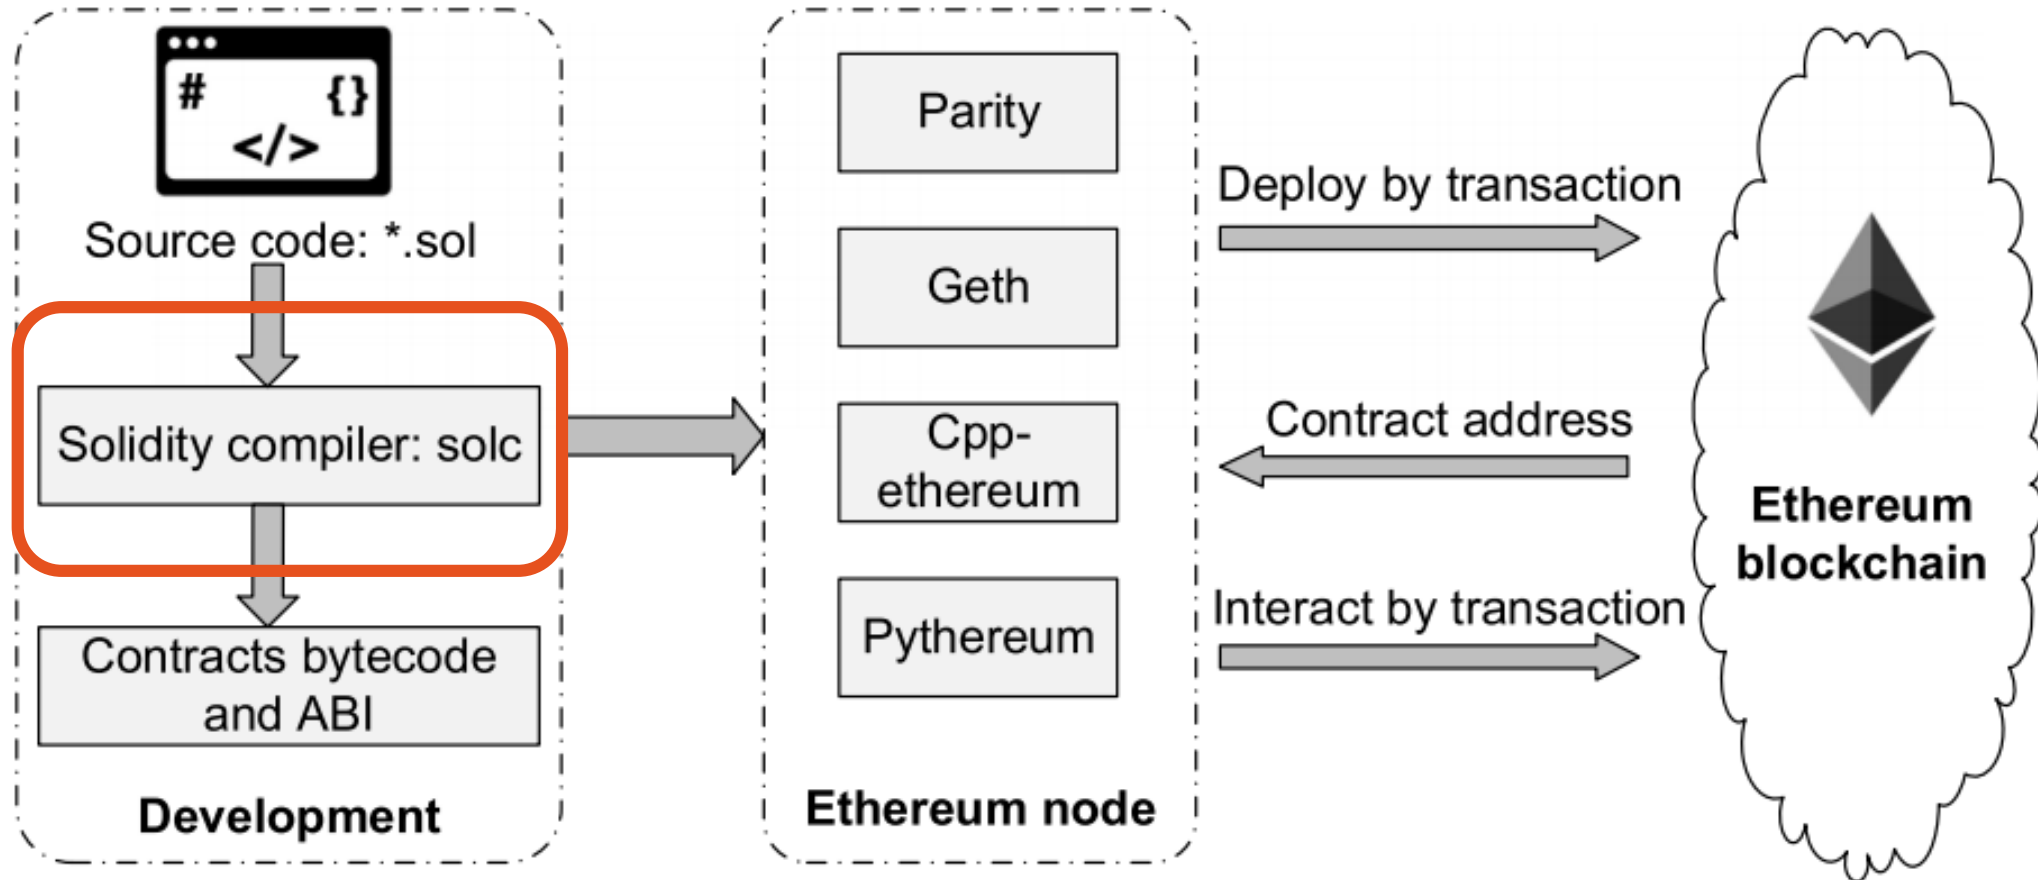 # {}
</>
Source code: *.sol
Solidity compiler: solc
Contracts bytecode
and ABI
Development
Parity
Geth
Cpp-
ethereum
Pythereum
Ethereum node
Deploy by transaction
Contract address
Interact by transaction
Ethereum
blockchain